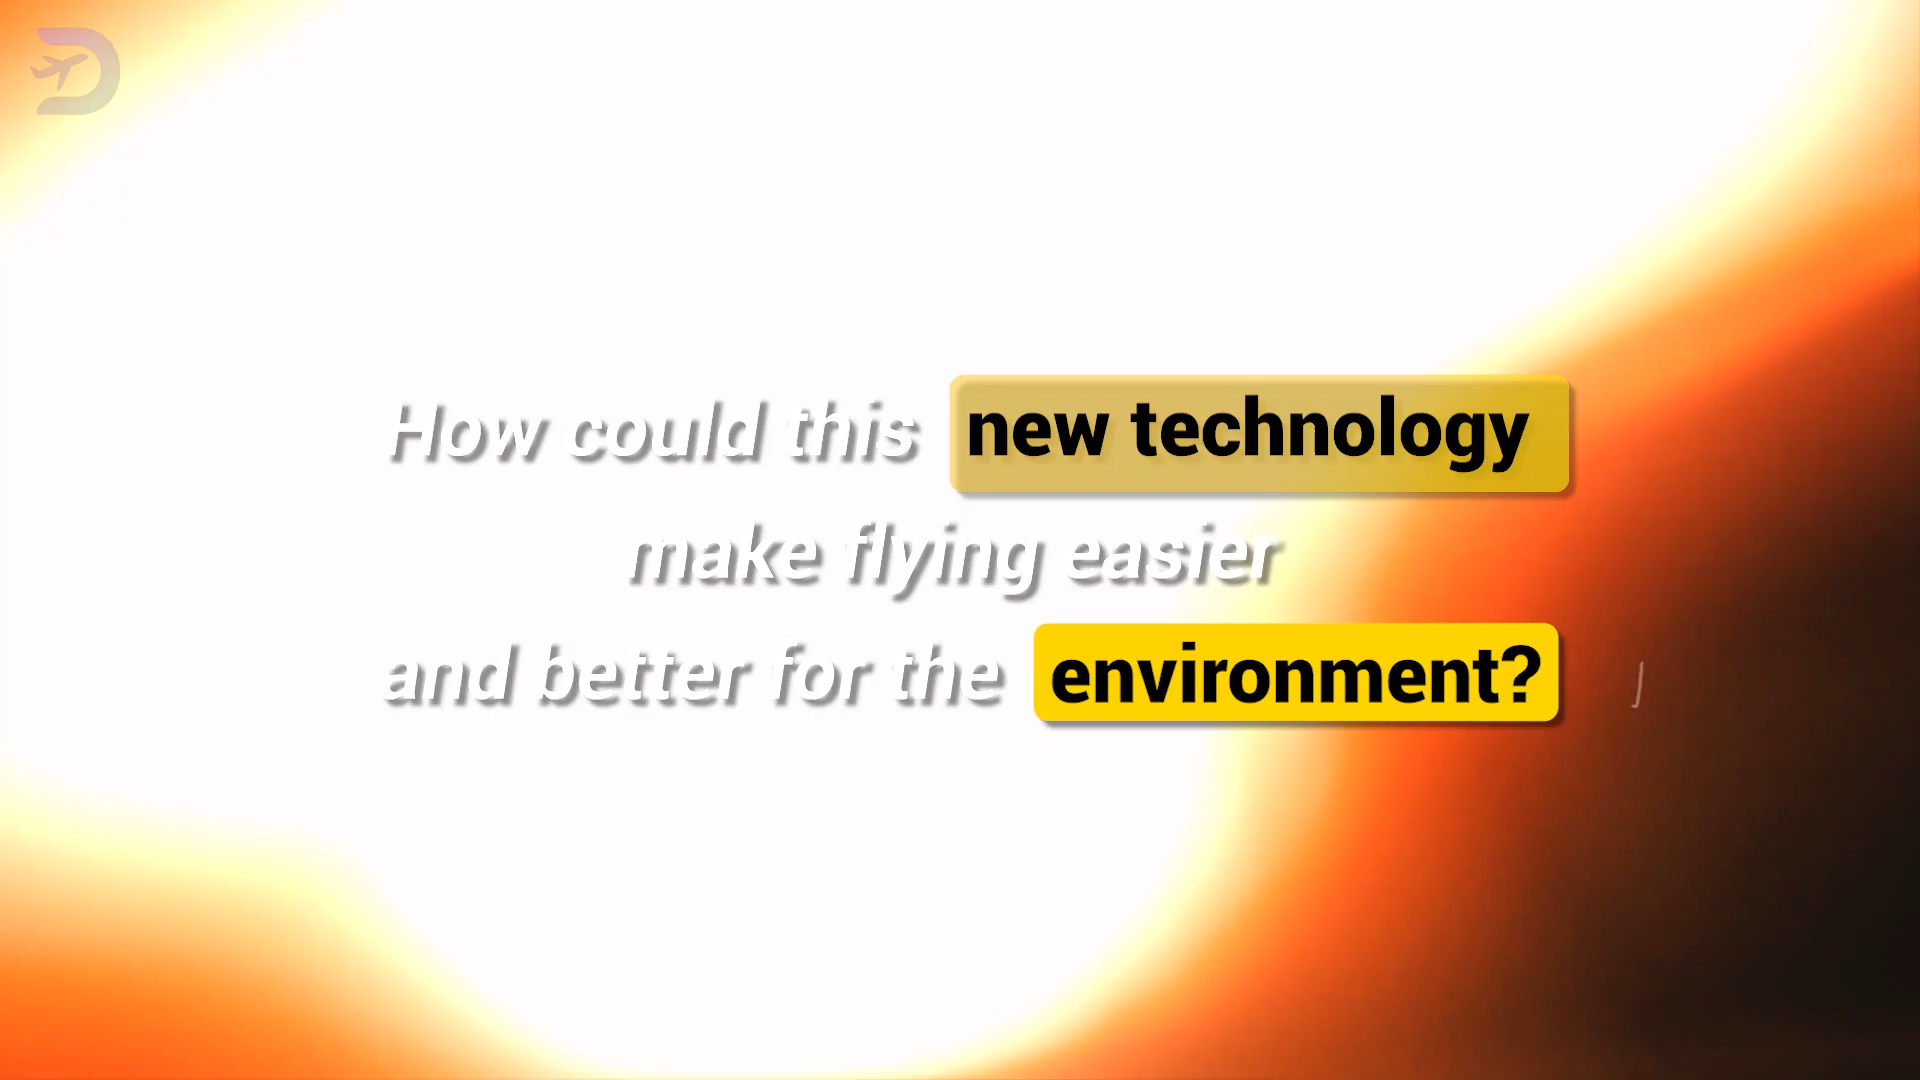 How could this new technology
make flying easier
and better for the environment?